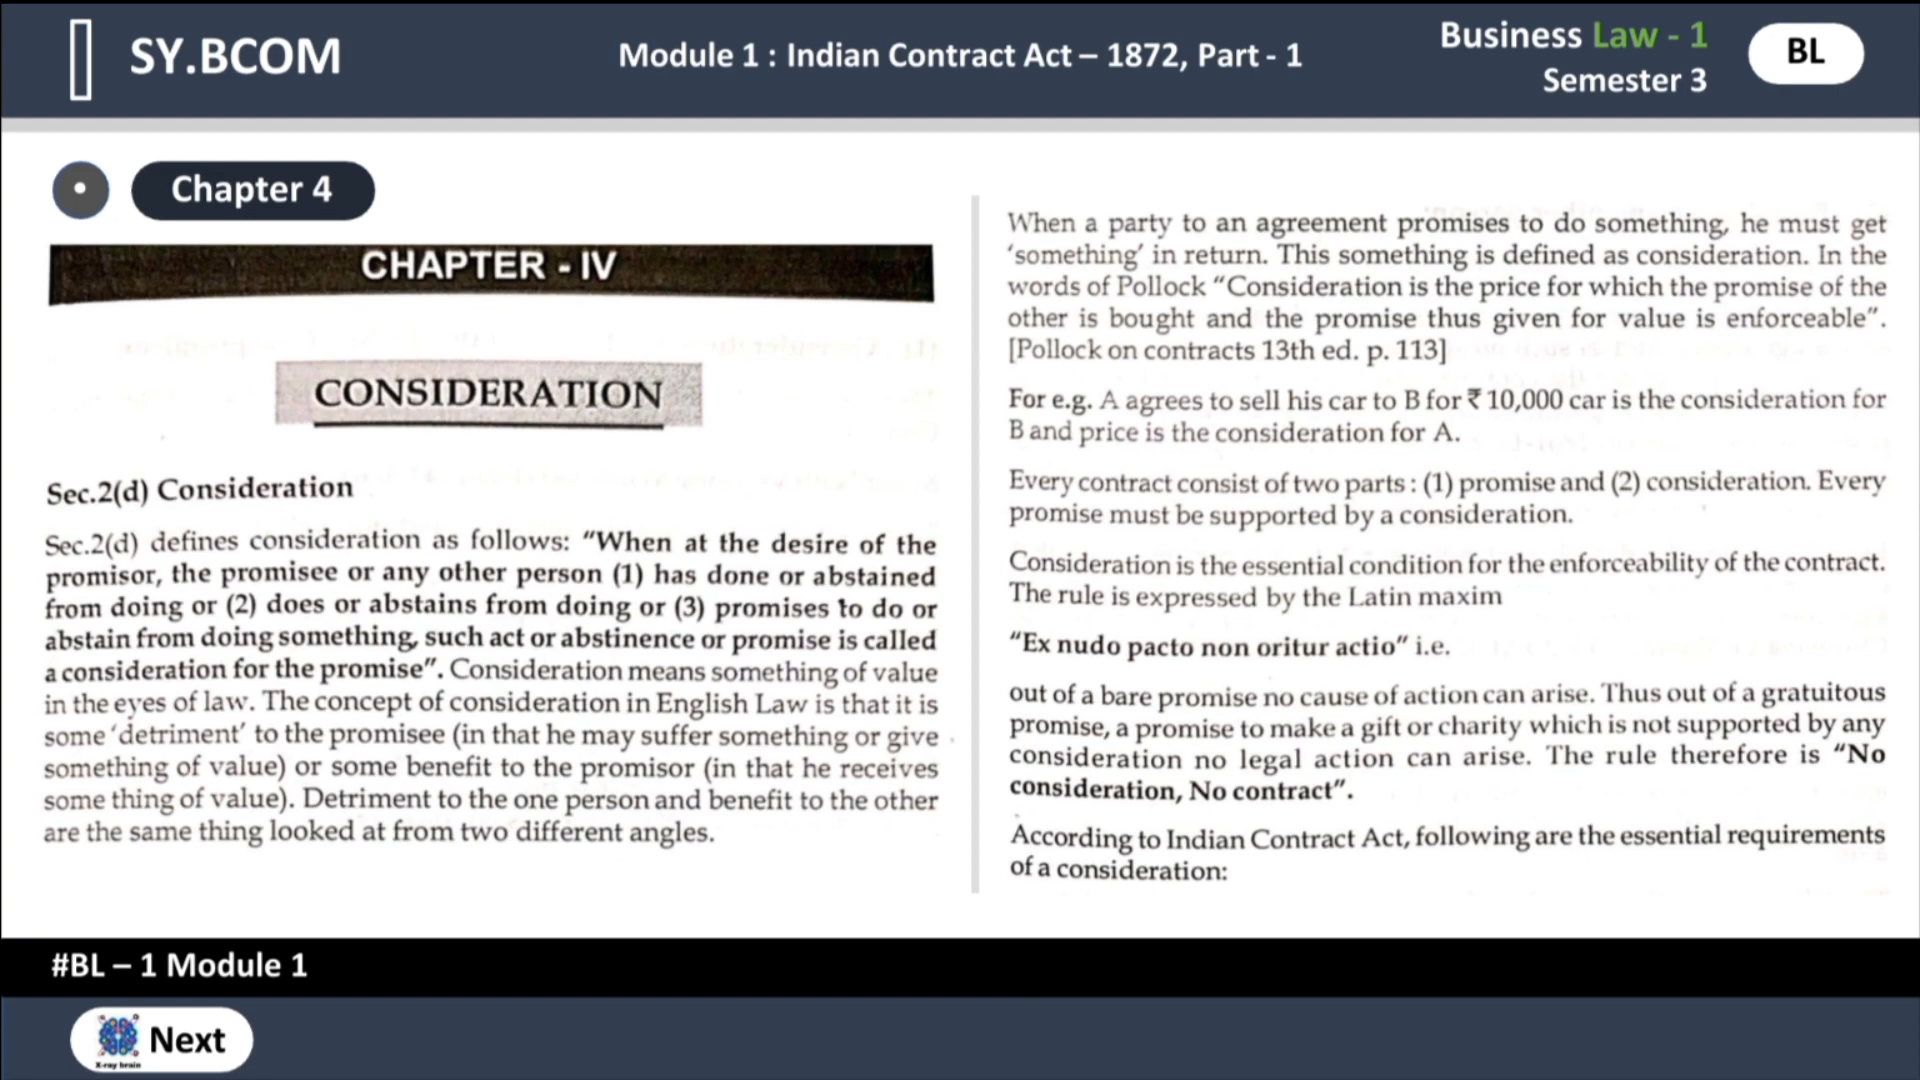 SY.BCOM
Module 1 : Indian Contract Act – 1872, Part - 1
Business Law - 1
Semester 3
BL
Chapter 4
CHAPTER - IV
CONSIDERATION
Sec.2(d) Consideration
Sec.2(d) defines consideration as follows: "When at the desire of the
promisor, the promisee or any other person (1) has done or abstained
from doing or (2) does or abstains from doing or (3) promises to do or
abstain from doing something, such act or abstinence or promise is called
a consideration for the promise". Consideration means something of value
in the eyes of law. The concept of consideration in English Law is that it is
some 'detriment' to the promisee (in that he may suffer something or give
something of value) or some benefit to the promisor (in that he receives
some thing of value). Detriment to the one person and benefit to the other
are the same thing looked at from two different angles.
When a party to an agreement promises to do something, he must get
'something' in return. This something is defined as consideration. In the
words of Pollock "Consideration is the price for which the promise of the
other is bought and the promise thus given for value is enforceable".
[Pollock on contracts 13th ed. p. 113]
For e.g. A agrees to sell his car to B for ₹ 10,000 car is the consideration for
B and price is the consideration for A.
Every contract consist of two parts : (1) promise and (2) consideration. Every
promise must be supported by a consideration.
Consideration is the essential condition for the enforceability of the contract.
The rule is expressed by the Latin maxim
"Ex nudo pacto non oritur actio" i.e.
out of a bare promise no cause of action can arise. Thus out of a gratuitous
promise, a promise to make a gift or charity which is not supported by any
consideration no legal action can arise. The rule therefore is "No
consideration, No contract".
According to Indian Contract Act, following are the essential requirements
of a consideration:
#BL – 1 Module 1
Next
X-ray brain